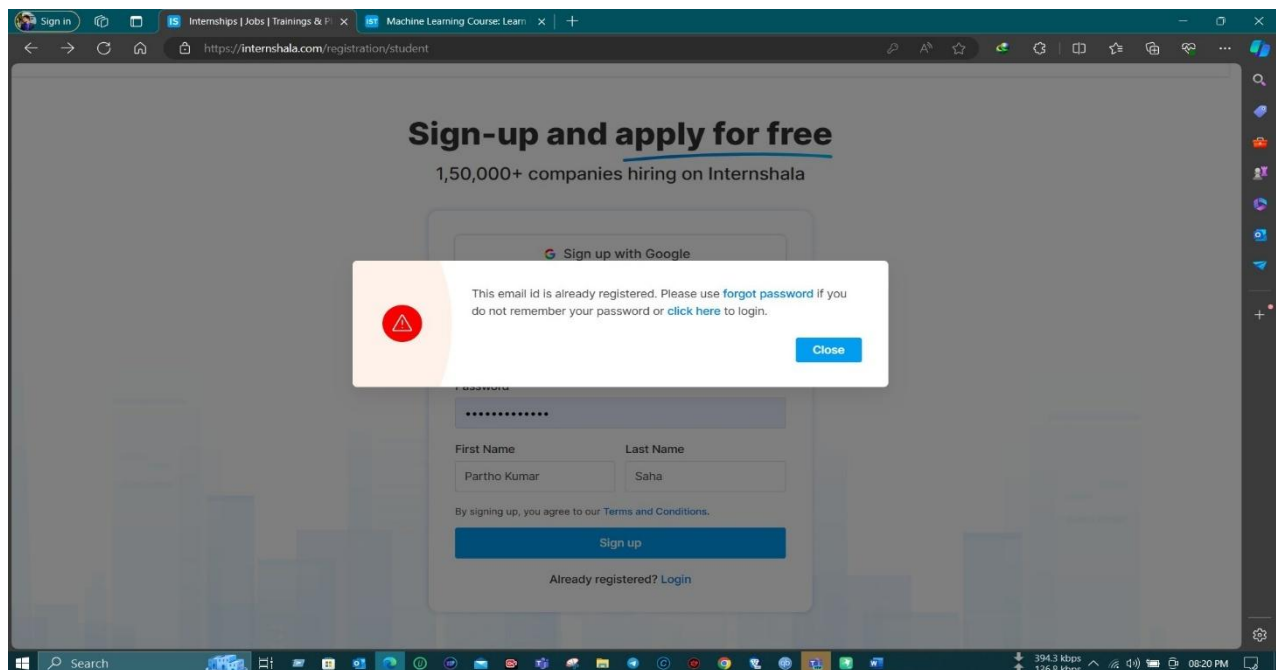 Sign in
Internships | Jobs | Trainings & Pl
Machine Learning Course: Learn
https://internshala.com/registration/student
Sign-up and apply for free
1,50,000+ companies hiring on Internshala
Sign up with Google
This email id is already registered. Please use forgot password if you
do not remember your password or click here to login.
Close
Password
First Name Last Name
Partho Kumar Saha
By signing up, you agree to our Terms and Conditions.
Sign up
Already registered? Login
Search
394.3 kbps
136.8 kbps
08:20 PM